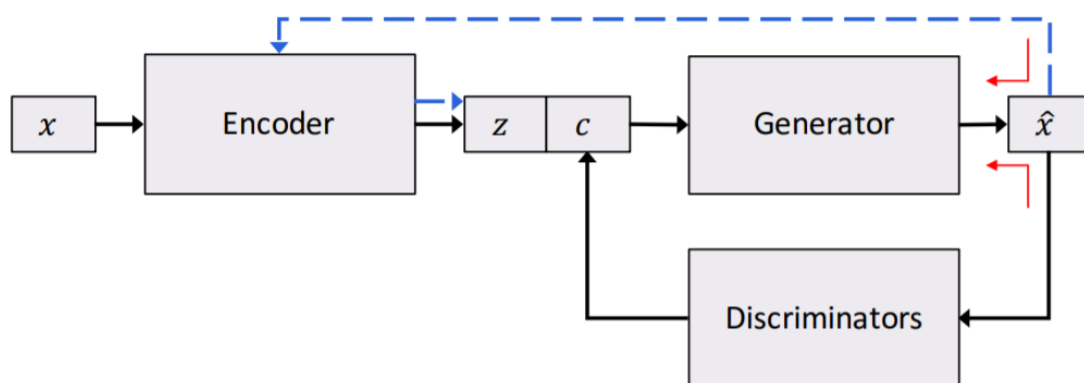 x
Encoder
z
c
Generator
x̂
Discriminators